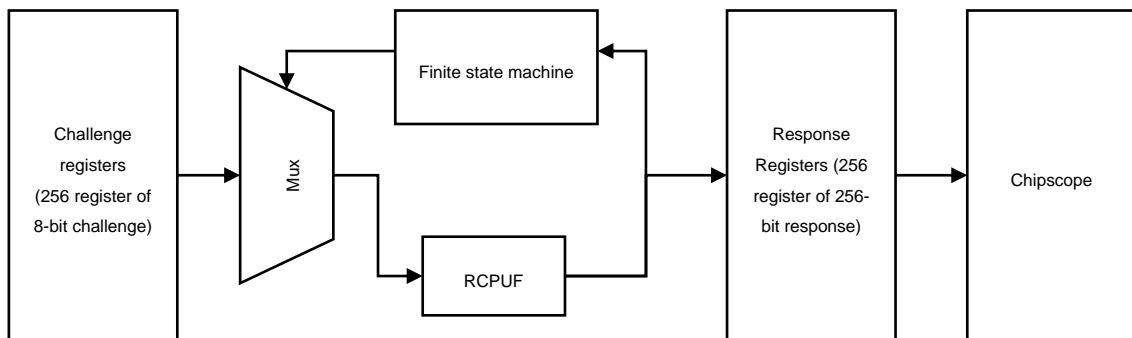 Challenge
registers
(256 register of
8-bit challenge)
Mux
Finite state machine
RCPUF
Response
Registers (256
register of 256-
bit response)
Chipscope